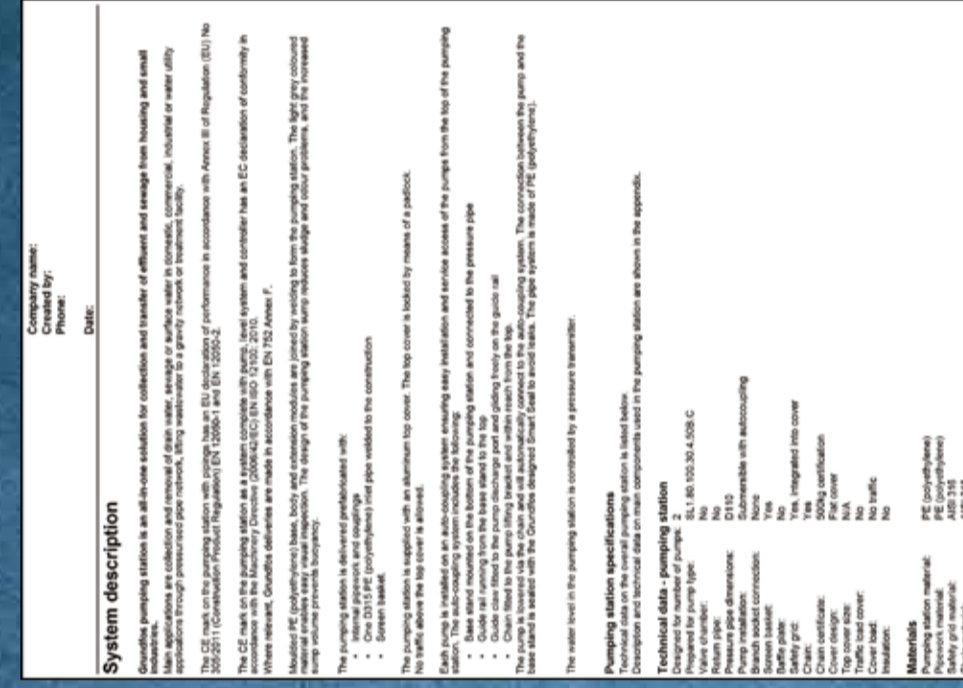 Company name:
Created by:
Phone:
Date:
System description
Grundfos pumping station is an all-in-one solution for collection and transfer of effluent and sewage from housing and small
industries.
Main applications are collection and removal of drain water, sewage or surface water in domestic, commercial, industrial or water utility
applications through pressurised pipe network, lifting wastewater to a gravity network or treatment facility.
The CE mark on the pumping station with pipings has an EU declaration of performance in accordance with Annex III of Regulation (EU) No
305/2011 (Construction Product Regulation) EN 12050-1 and EN 12050-2.
The CE mark on the pumping station as a system complete with pump, level system and controller has an EC declaration of conformity in
accordance with the Machinery Directive (2006/42/EC) EN ISO 12100: 2010.
Where relevant, Grundfos deliveries are made in accordance with EN 752 Annex F.
Moulded PE (polyethylene) base, body and extension modules are joined by welding to form the pumping station. The light grey coloured
material enables easy visual inspection. The design of the pumping station sump reduces sludge and odour problems, and the increased
sump volume prevents buoyancy.
The pumping station is delivered prefabricated with:
• Internal pipework and coupling
• One D315 PE (polyethylene) inlet pipe welded to the construction
• Screen basket.
The pumping station is supplied with an aluminum top cover. The top cover is locked by means of a padlock.
No traffic above the top cover is allowed.
Each pump is installed on an auto-coupling system ensuring easy installation and service access of the pumps from the top of the pumping
station. The auto-coupling system includes the following:
• Base stand mounted on the bottom of the pumping station and connected to the pressure pipe
• Guide rail running from the base stand to the top
• Guide claw fitted to the pump discharge port and gliding freely on the guide rail
• Chain fitted to the pump lifting bracket and within reach from the top.
The pump is lowered via the chain and will automatically connect to the auto-coupling system. The connection between the pump and the
base stand is sealed with the Grundfos designed Smart Seal to avoid leaks. The pipe system is made of PE (polyethylene).
The water level in the pumping station is controlled by a pressure transmitter.
Pumping station specifications
Technical data on the overall pumping station is listed below.
Description and technical data on main components used in the pumping station are shown in the appendix.
Technical data - pumping station
Designed for number of pumps: 2
Prepared for pump type: SL1.80.100.30.4.50B.C
Valve chamber: No
Return pipe: No
Pressure pipe dimensions: D110
Pump installation: Submersible with autocoupling
Branch socket connection: None
Screen basket: Yes
Baffle plate: No
Safety grid: Yes, integrated into cover
Chain: Yes
Chain certificate: 500kg certification
Cover design: Flat cover
Top cover size: N/A
Traffic load cover: No
Cover load: No traffic
Insulation: No
Materials
Pumping station material: PE (polyethylene)
Pipework material: PE (polyethylene)
Safety grid material: AISI 316